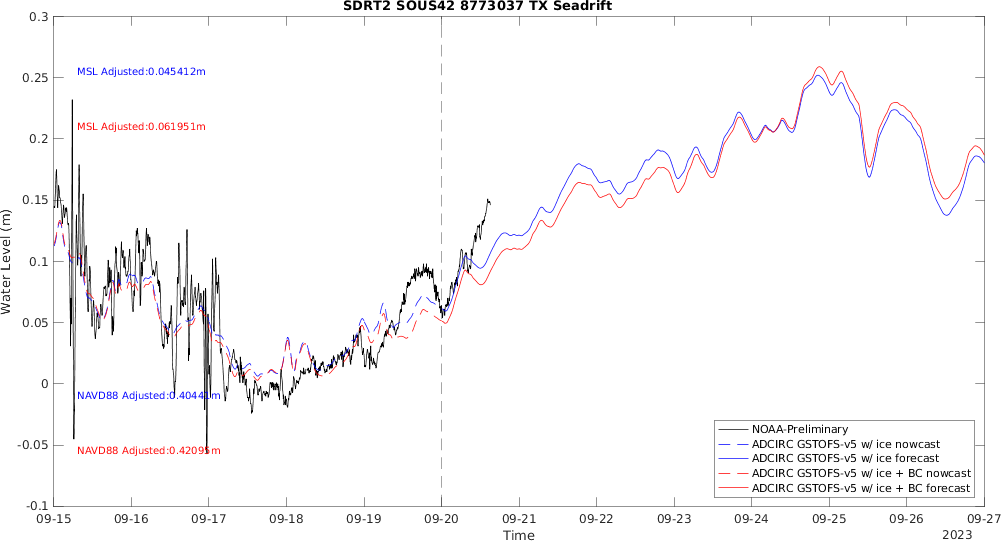 SDRT2 SOUS42 8773037 TX Seadrift
0.3
0.25
0.2
0.15
0.1
0.05
0
-0.05
-0.1
Water Level (m)
MSL Adjusted:0.045412m
MSL Adjusted:0.061951m
NAVD88 Adjusted:0.40441m
NAVD88 Adjusted:0.42095m
NOAA-Preliminary
ADCIRC GSTOFS-v5 w/ ice nowcast
ADCIRC GSTOFS-v5 w/ ice forecast
ADCIRC GSTOFS-v5 w/ ice + BC nowcast
ADCIRC GSTOFS-v5 w/ ice + BC forecast
09-15 09-16 09-17 09-18 09-19 09-20 09-21 09-22 09-23 09-24 09-25 09-26 09-27
Time
2023